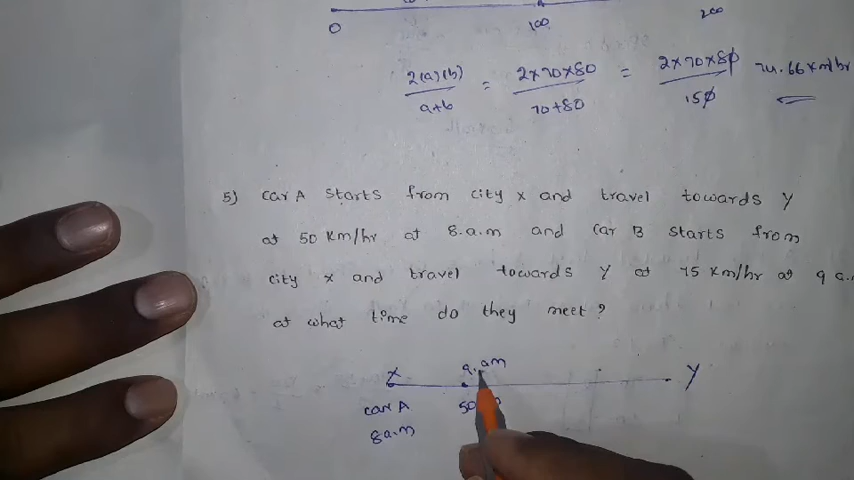 0 100 200
2(a)(b) / a+b = 2×70×80 / 70+80 = 2×70×80 / 150 74.66 km/hr
5) car A starts from city x and travel towards y
at 50 km/hr at 8.a.m and car B starts from
city x and travel towards y at 75 km/hr at 9 a.
at what time do they meet?
x 9.am y
car A 50
8a.m